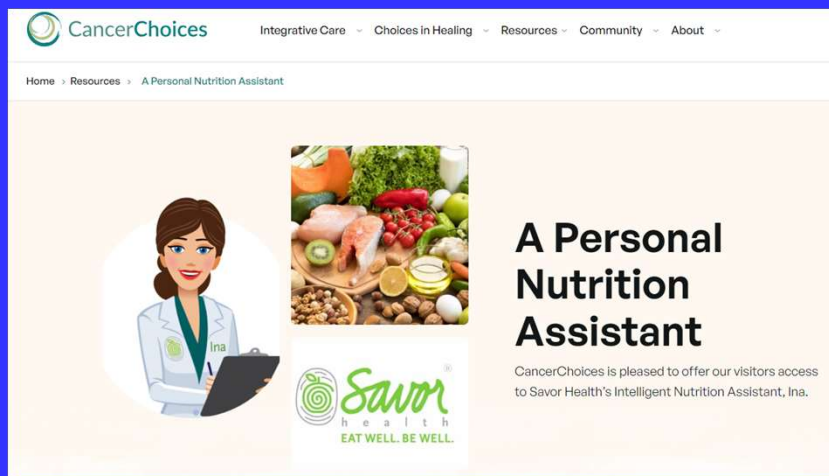 CancerChoices
Integrative Care Choices in Healing Resources Community About
Home > Resources > A Personal Nutrition Assistant
Ina
Savor®
health
EAT WELL. BE WELL.
A Personal
Nutrition
Assistant
CancerChoices is pleased to offer our visitors access
to Savor Health's Intelligent Nutrition Assistant, Ina.